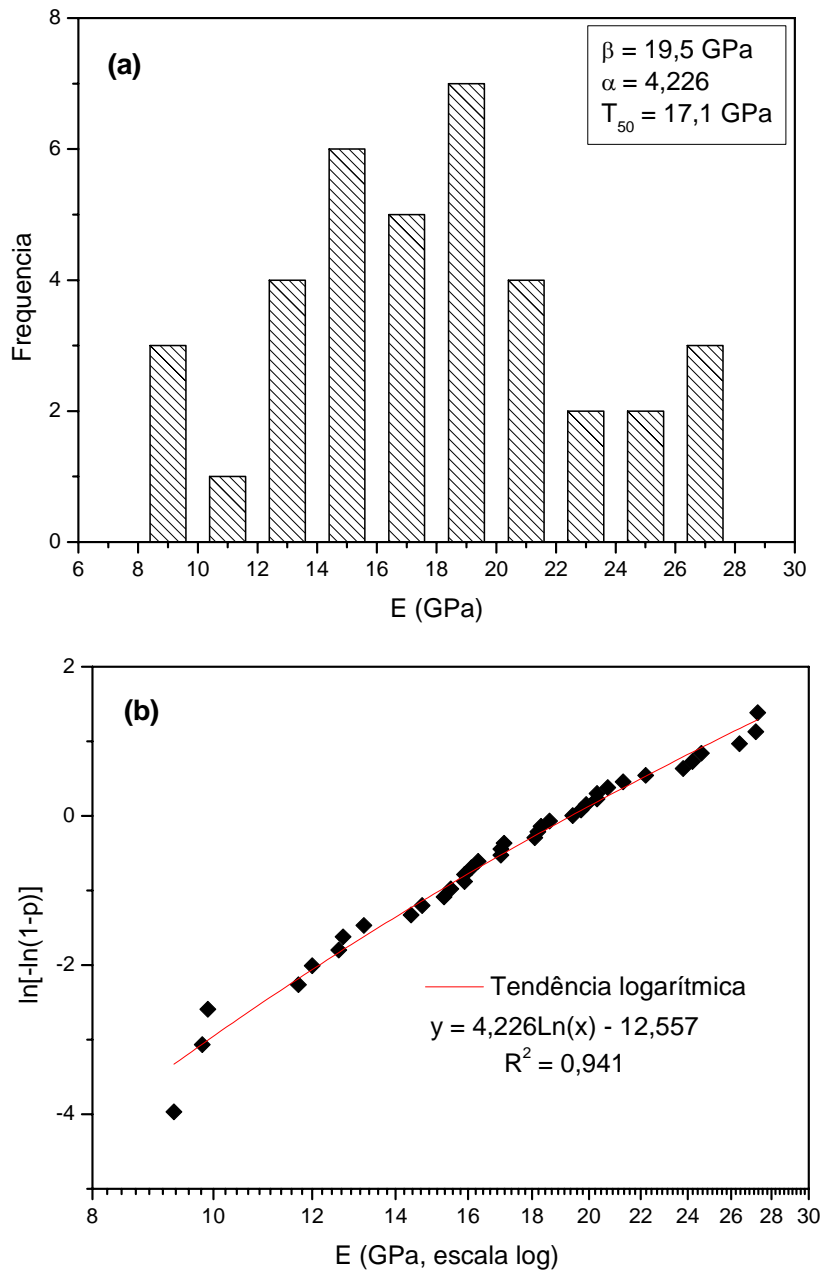 (a)
β = 19,5 GPa
α = 4,226
T50 = 17,1 GPa
8
6
4
2
0
Frequencia
6 8 10 12 14 16 18 20 22 24 26 28 30
E (GPa)
(b)
2
0
-2
-4
ln[-ln(1-p)]
Tendência logarítmica
y = 4,226Ln(x) - 12,557
R2 = 0,941
8 10 12 14 16 18 20 22 24 26 28 30
E (GPa, escala log)